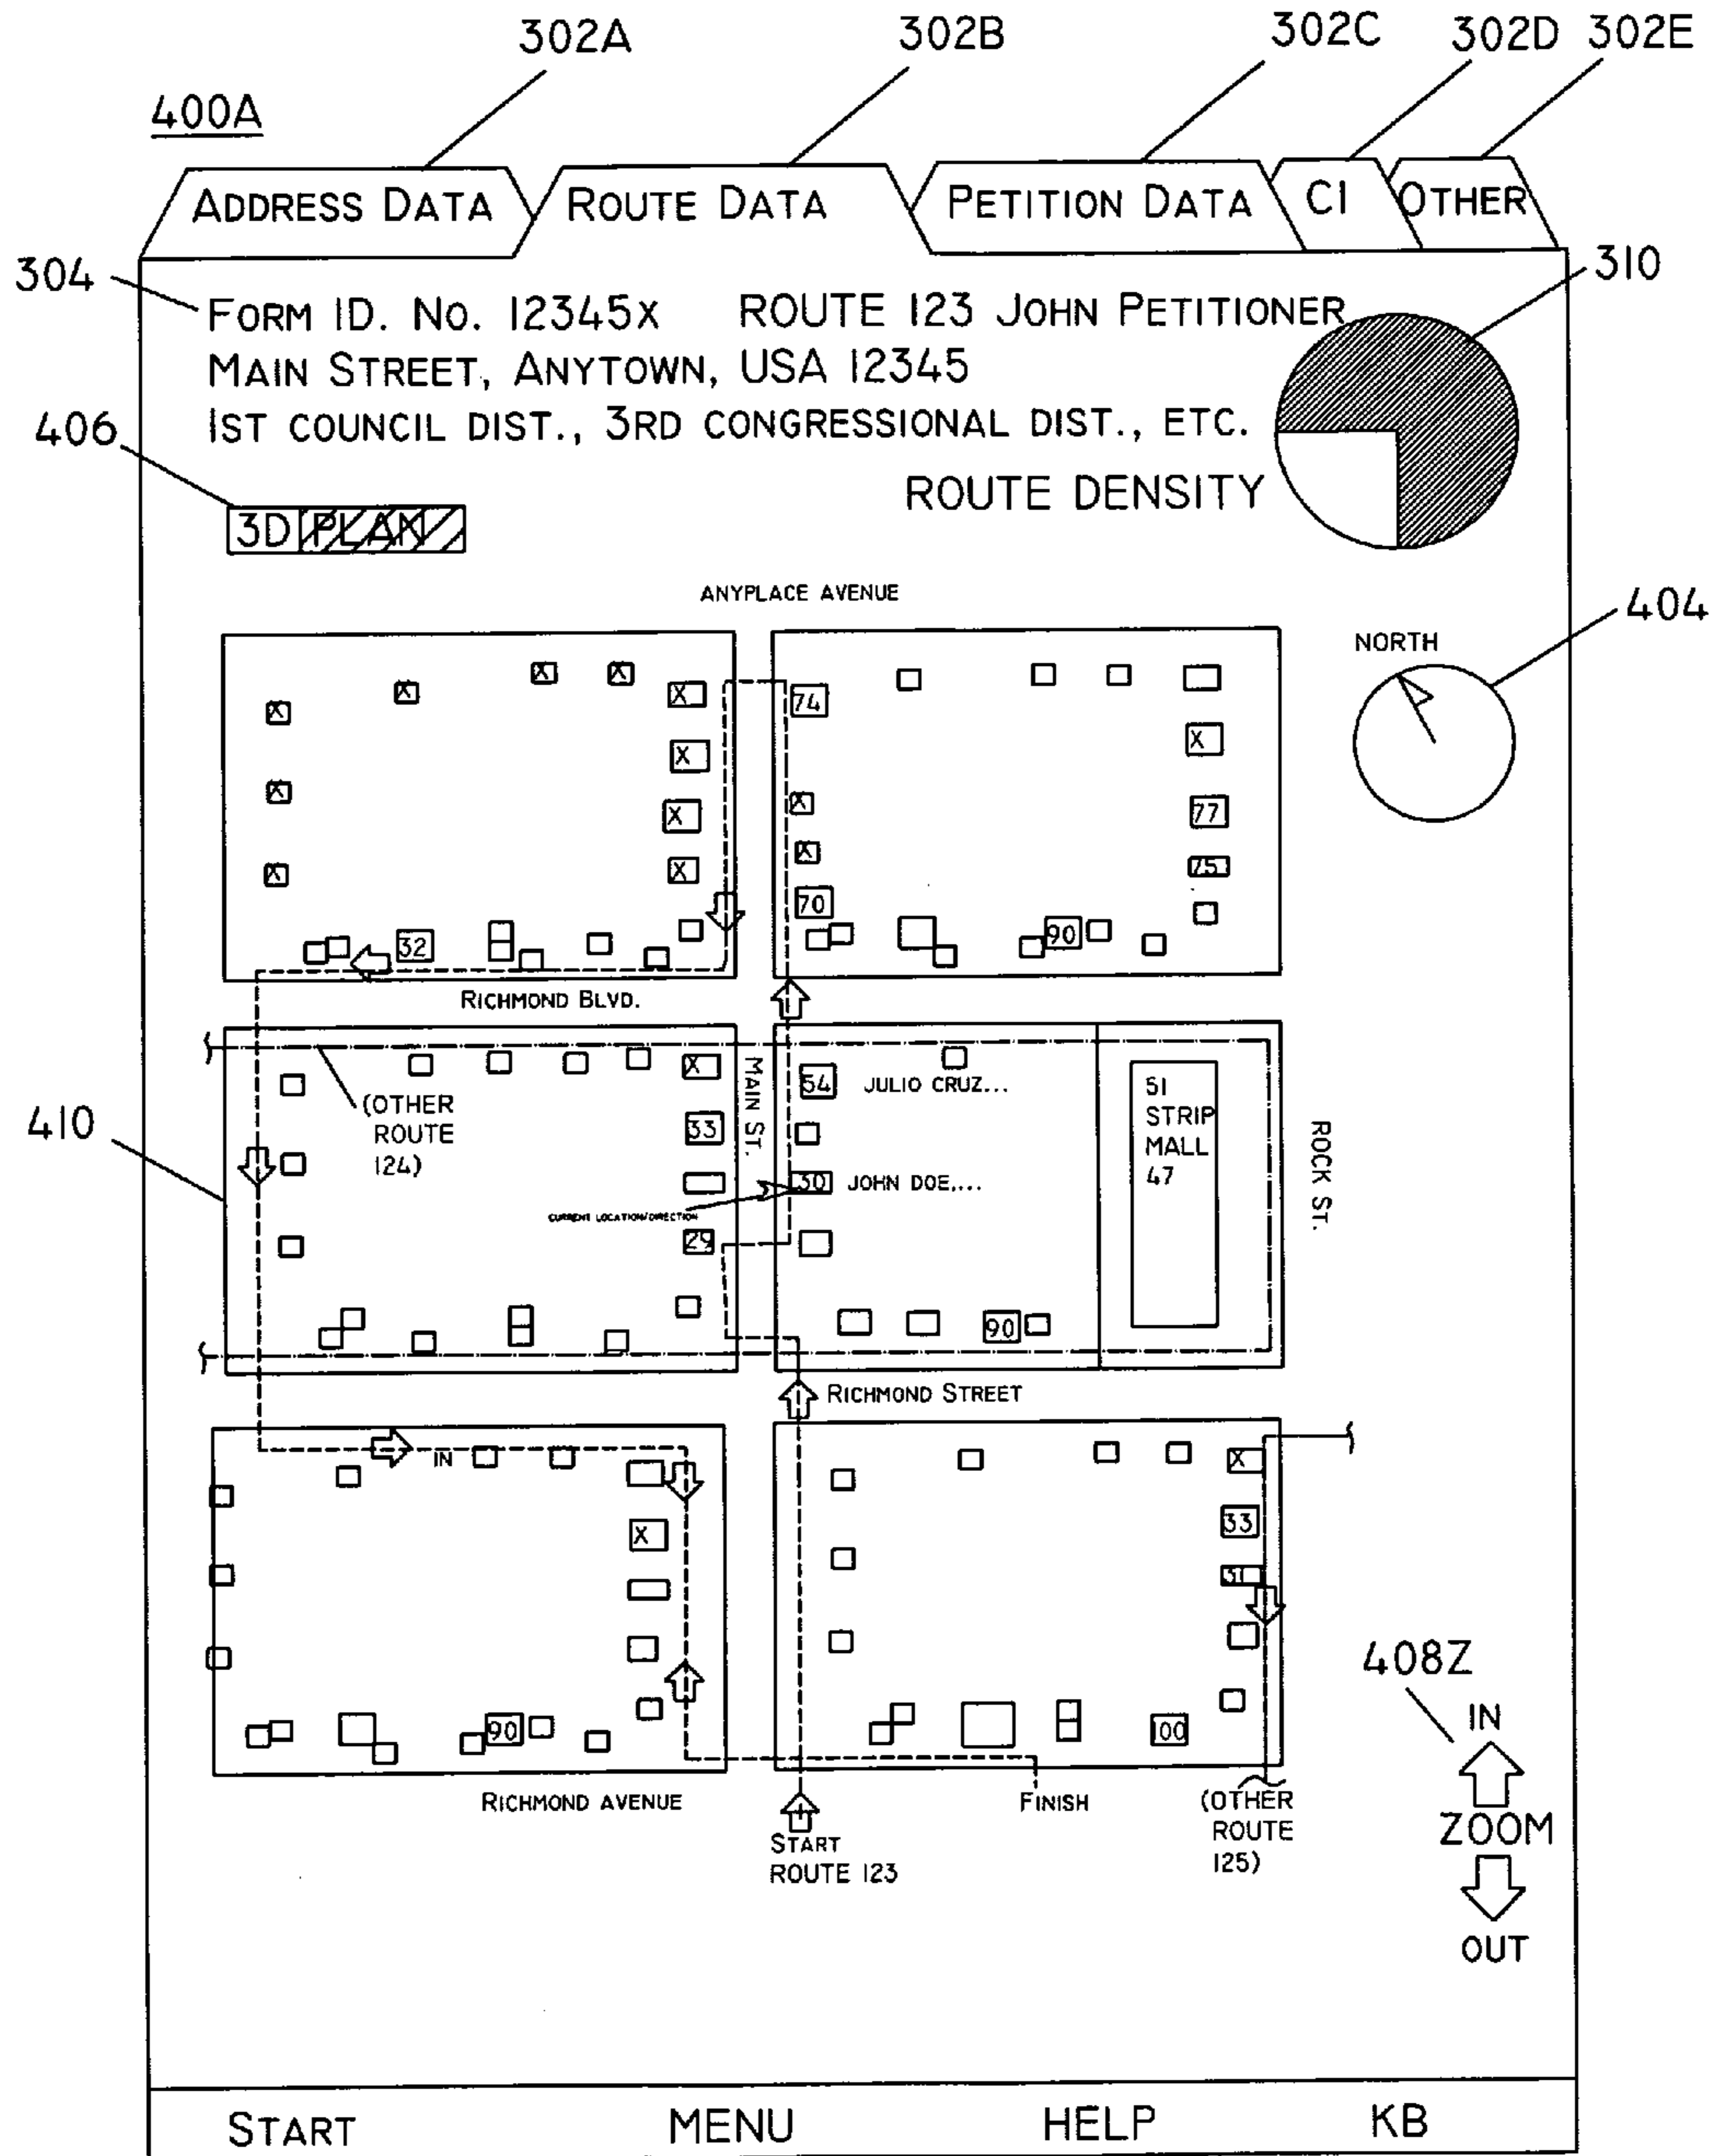 302A
302B
302C
302D
302E
400A
ADDRESS DATA
ROUTE DATA
PETITION DATA
CI
OTHER
304
310
FORM ID. NO. 12345X ROUTE 123 JOHN PETITIONER
MAIN STREET, ANYTOWN, USA 12345
1ST COUNCIL DIST., 3RD CONGRESSIONAL DIST., ETC.
406
ROUTE DENSITY
3D PLAN
ANYPLACE AVENUE
404
NORTH
X
X
X
X
X
74
X
X
X
X
X
77
X
X
X
X
75
70
32
90
RICHMOND BLVD.
410
(OTHER
ROUTE
124)
X
33
29
MAIN ST.
54 JULIO CRUZ...
30 JOHN DOE,...
CURRENT LOCATION/DIRECTION
51
STRIP
MALL
47
ROCK ST.
90
RICHMOND STREET
IN
X
X
33
31
90
100
RICHMOND AVENUE
START
ROUTE 123
FINISH
(OTHER
ROUTE
125)
408Z
IN
ZOOM
OUT
START
MENU
HELP
KB